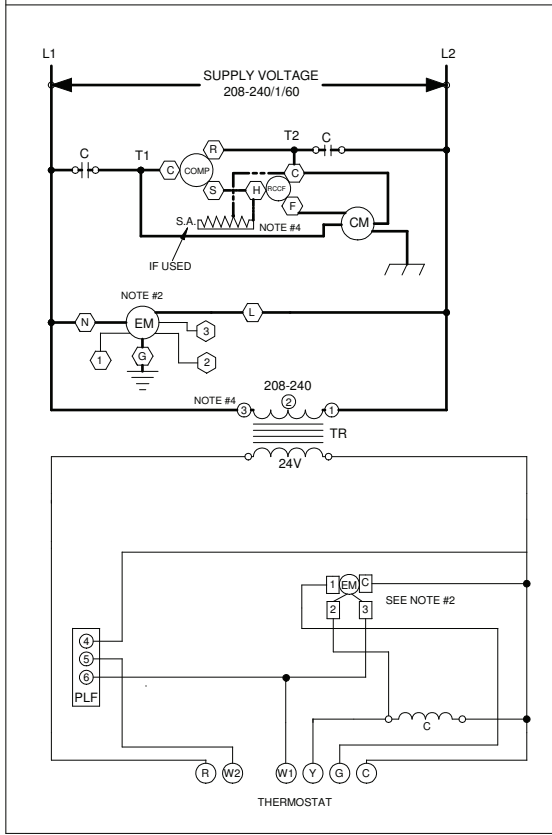 L1 L2
SUPPLY VOLTAGE
208-240/1/60
C T1 C COMP R S H RCCF C F T2 C
S.A. NOTE #4 CM
IF USED
NOTE #2
N EM 3 L
1 G 2
208-240
NOTE #4 3 2 1
TR
24V
1 EM C
2 3 SEE NOTE #2
4
5
6
PLF
C
R W2 W1 Y G C
THERMOSTAT